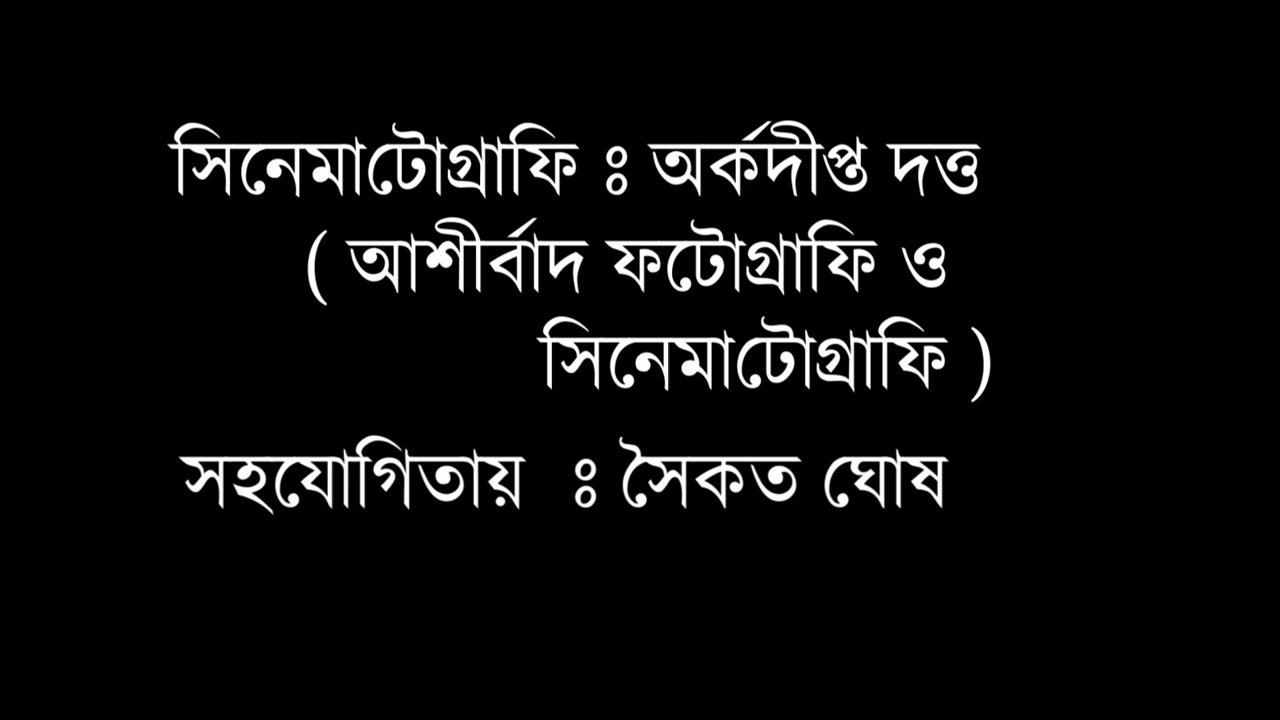 সিনেমাটোগ্রাফি ঃ অর্কদীপ্ত দত্ত
( আশীর্বাদ ফটোগ্রাফি ও
সিনেমাটোগ্রাফি )
সহযোগিতায় ঃ সৈকত ঘোষ